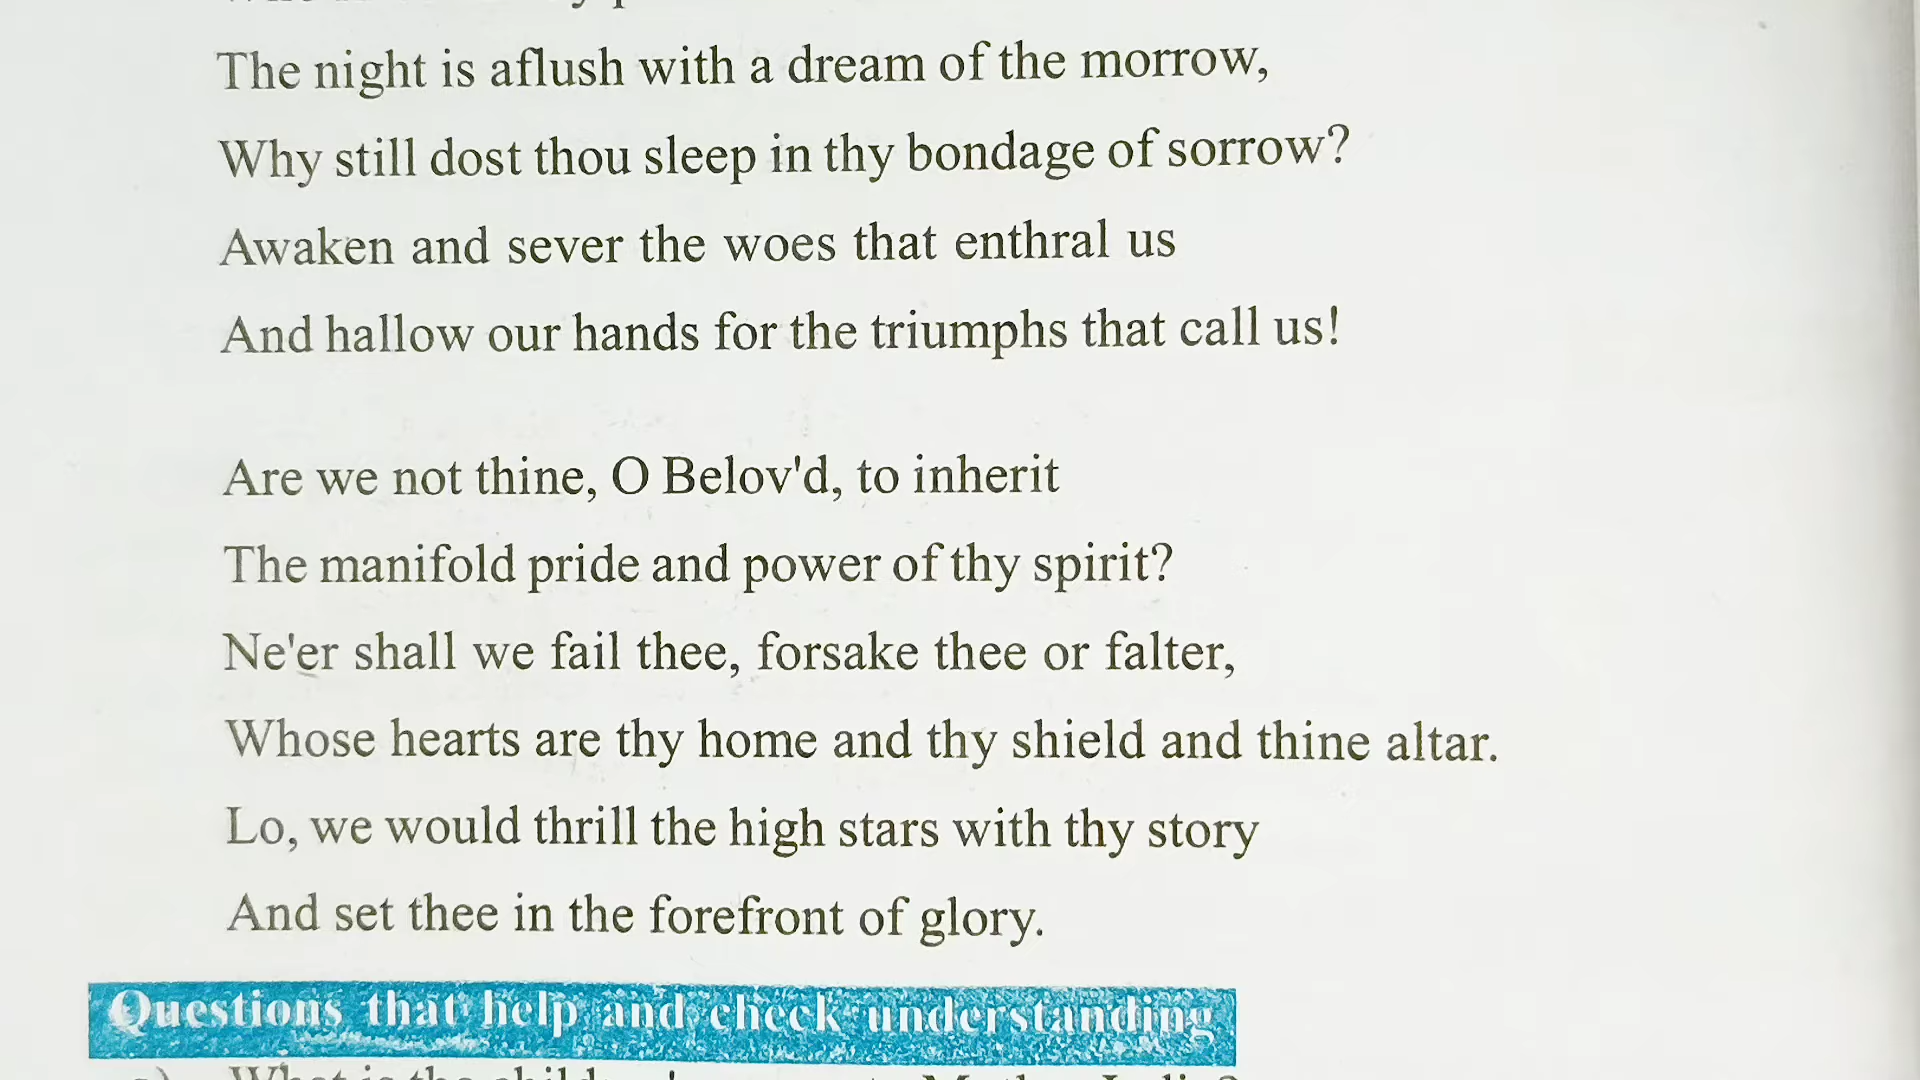 The night is aflush with a dream of the morrow,
Why still dost thou sleep in thy bondage of sorrow?
Awaken and sever the woes that enthral us
And hallow our hands for the triumphs that call us!
Are we not thine, O Belov'd, to inherit
The manifold pride and power of thy spirit?
Ne'er shall we fail thee, forsake thee or falter,
Whose hearts are thy home and thy shield and thine altar.
Lo, we would thrill the high stars with thy story
And set thee in the forefront of glory.
Questions that help and check understanding